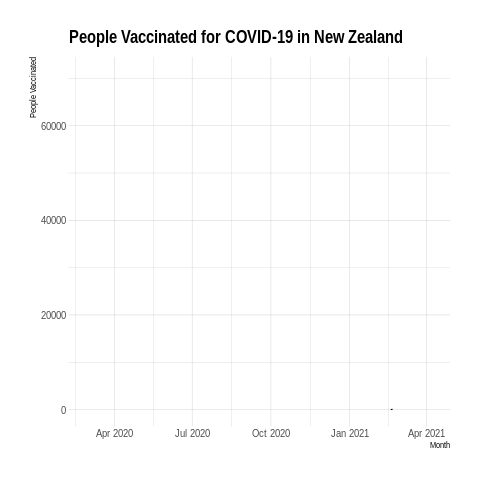 People Vaccinated for COVID-19 in New Zealand
People Vaccinated
60000
40000
20000
0
Apr 2020 Jul 2020 Oct 2020 Jan 2021 Apr 2021
Month